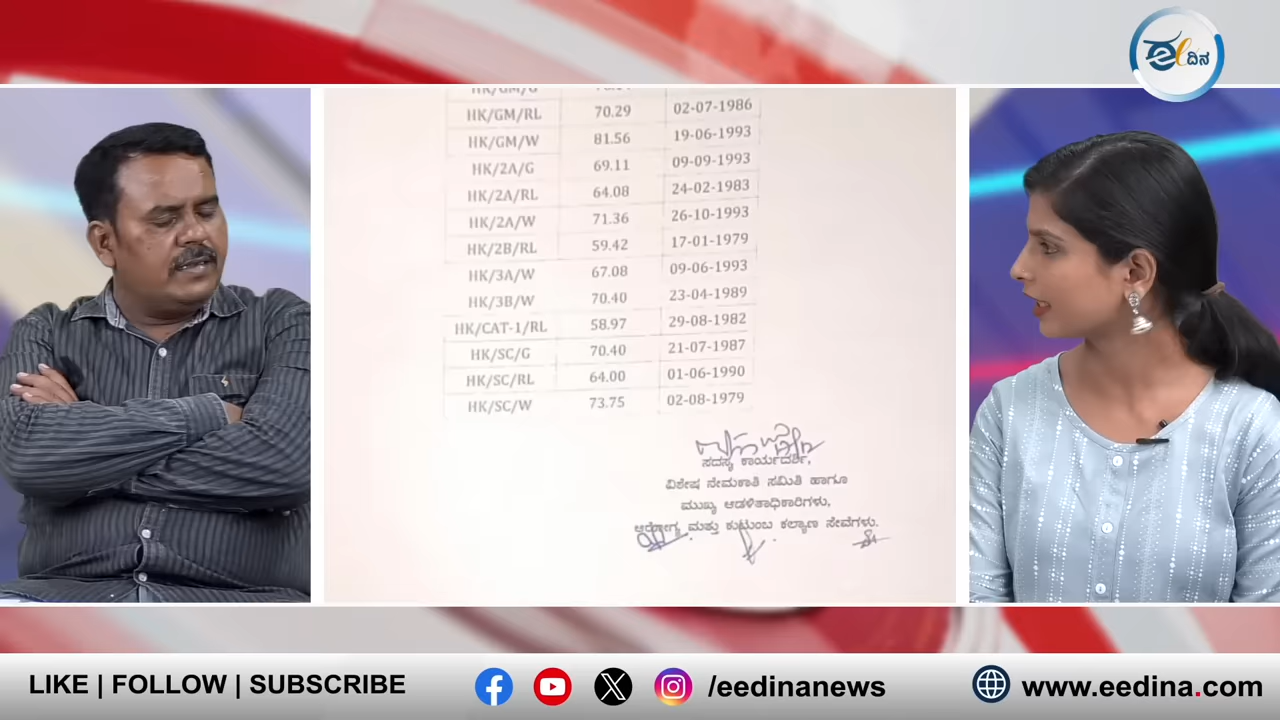 ಈ dಿನ
HK/GM/G
HK/GM/RL 70.29 02-07-1986
HK/GM/W 81.56 19-06-1993
HK/2A/G 69.11 09-09-1993
HK/2A/RL 64.08 24-02-1983
HK/2A/W 71.36 26-10-1993
HK/2B/RL 59.42 17-01-1979
HK/3A/W 67.08 09-06-1993
HK/3B/W 70.40 23-04-1989
HK/CAT-1/RL 58.97 29-08-1982
HK/SC/G 70.40 21-07-1987
HK/SC/RL 64.00 01-06-1990
HK/SC/W 73.75 02-08-1979
ಸದಸ್ಯ ಕಾರ್ಯದರ್ಶಿ,
ವಿಶೇಷ ನೇಮಕಾತಿ ಸಮಿತಿ ಹಾಗೂ
ಮುಖ್ಯ ಆಡಳಿತಾಧಿಕಾರಿಗಳು,
ಆರೋಗ್ಯ ಮತ್ತು ಕುಟುಂಬ ಕಲ್ಯಾಣ ಸೇವೆಗಳು.
LIKE | FOLLOW | SUBSCRIBE
/eedinanews
www.eedina.com